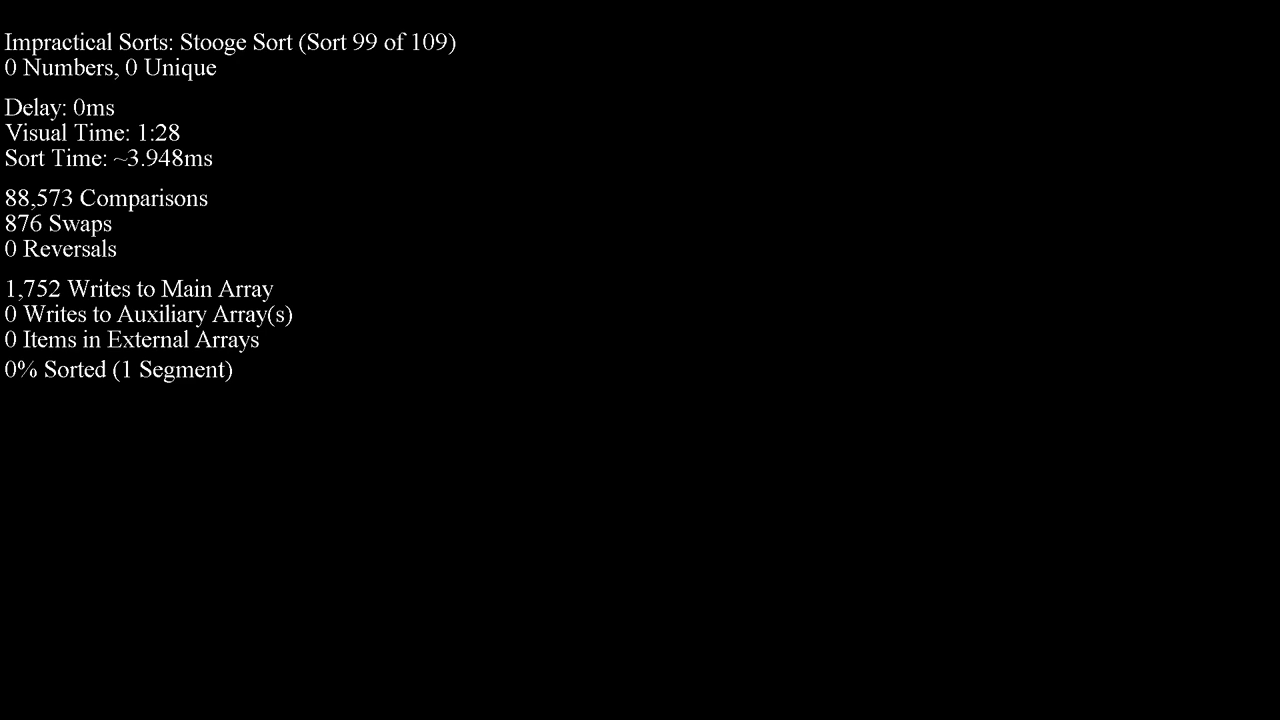 Impractical Sorts: Stooge Sort (Sort 99 of 109)
0 Numbers, 0 Unique
Delay: 0ms
Visual Time: 1:28
Sort Time: ~3.948ms
88,573 Comparisons
876 Swaps
0 Reversals
1,752 Writes to Main Array
0 Writes to Auxiliary Array(s)
0 Items in External Arrays
0% Sorted (1 Segment)